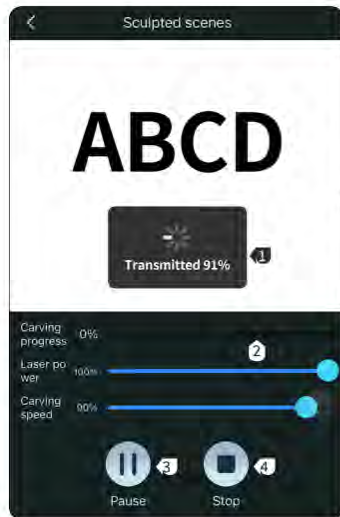 Sculpted scenes
ABCD
Transmitted 91%
1
Carving
progress 0%
2
Laser po
wer 100%
Carving
speed 90%
3
4
Pause
Stop